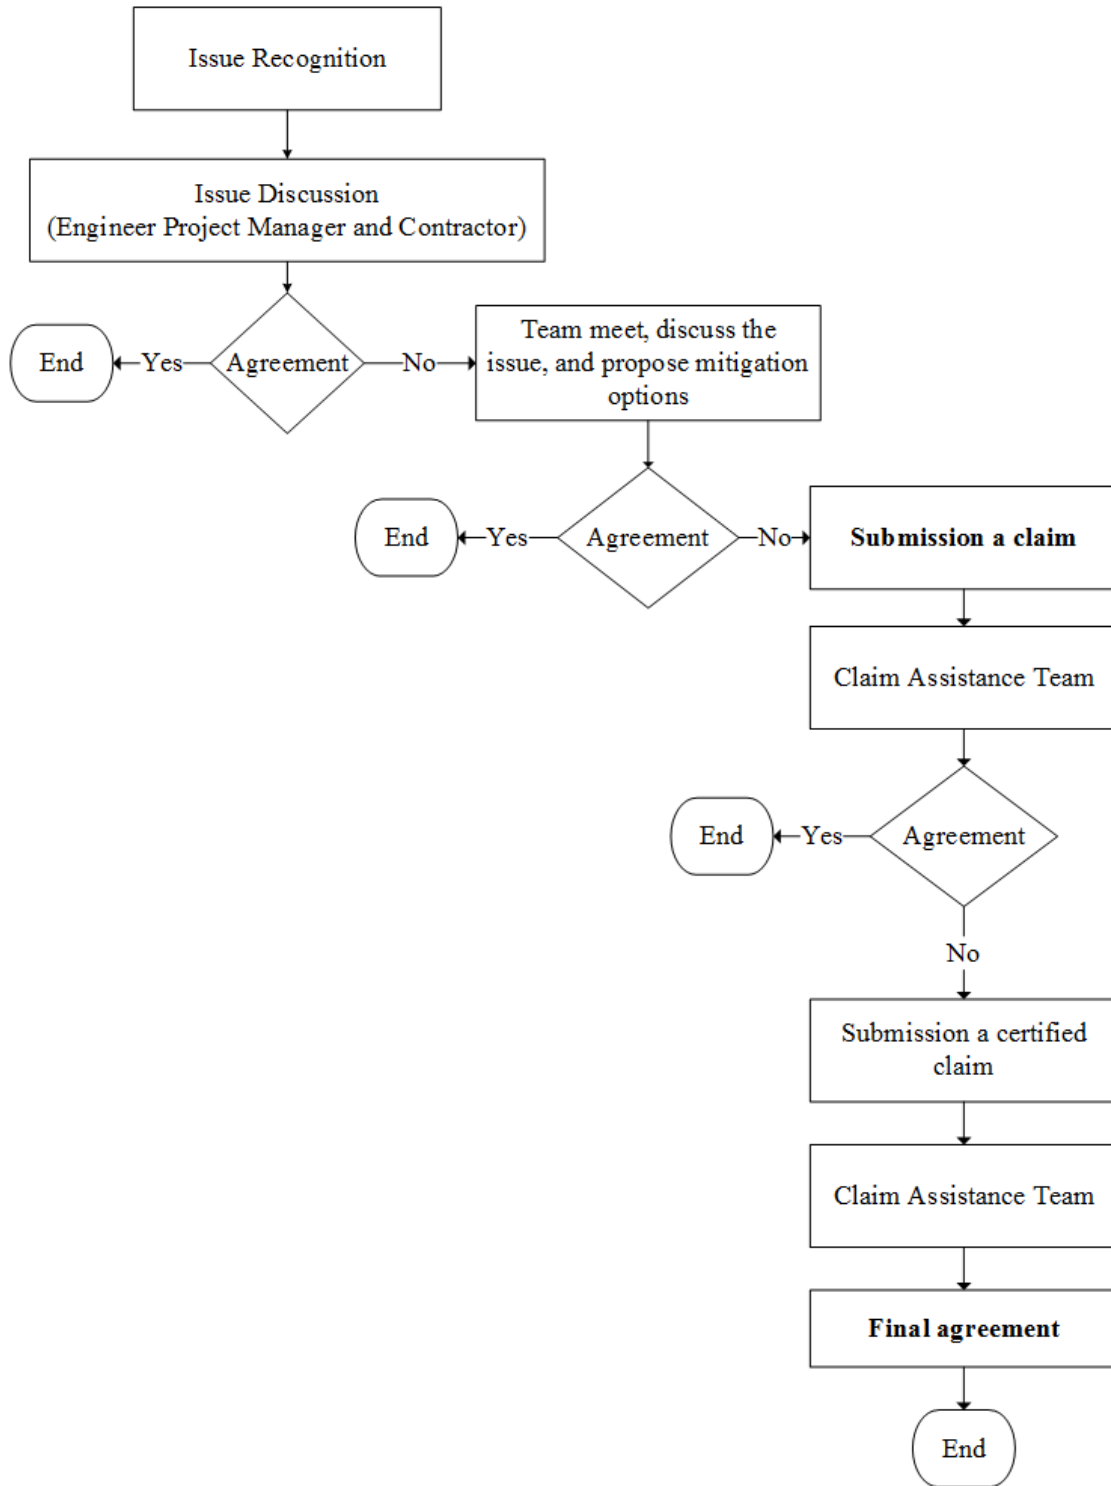 Issue Recognition
Issue Discussion
(Engineer Project Manager and Contractor)
End
Yes
Agreement
No
Team meet, discuss the
issue, and propose mitigation
options
End
Yes
Agreement
No
Submission a claim
Claim Assistance Team
End
Yes
Agreement
No
Submission a certified
claim
Claim Assistance Team
Final agreement
End